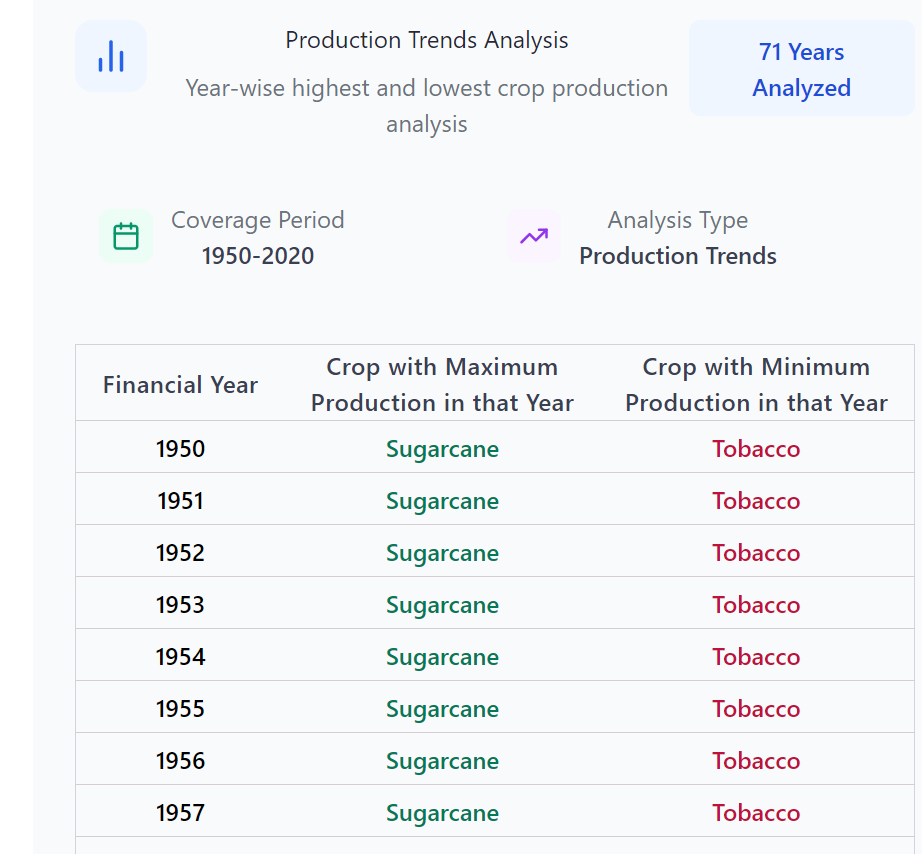 Production Trends Analysis
Year-wise highest and lowest crop production
analysis
71 Years
Analyzed
Coverage Period
1950-2020
Analysis Type
Production Trends
Financial Year
Crop with Maximum
Production in that Year
Crop with Minimum
Production in that Year
1950 Sugarcane Tobacco
1951 Sugarcane Tobacco
1952 Sugarcane Tobacco
1953 Sugarcane Tobacco
1954 Sugarcane Tobacco
1955 Sugarcane Tobacco
1956 Sugarcane Tobacco
1957 Sugarcane Tobacco